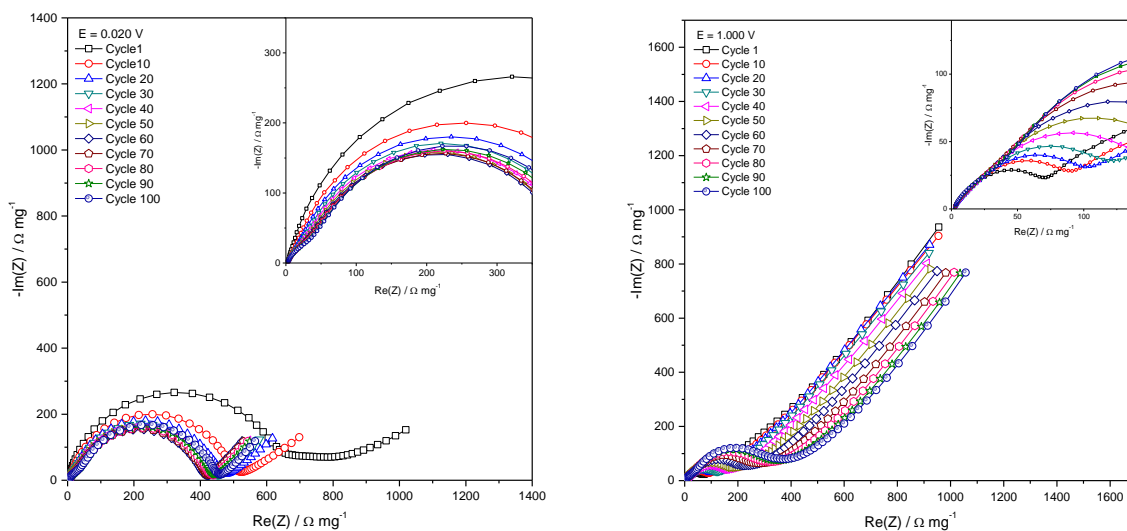 E = 0.020 V
Cycle1
Cycle10
Cycle 20
Cycle 30
Cycle 40
Cycle 50
Cycle 60
Cycle 70
Cycle 80
Cycle 90
Cycle 100
1400
1200
1000
800
600
400
200
0
-Im(Z) / Ω mg⁻¹
0 200 400 600 800 1000 1200 1400
Re(Z) / Ω mg⁻¹
300
200
100
0
-Im(Z) / Ω mg⁻¹
0 100 200 300
Re(Z) / Ω mg⁻¹
E = 1.000 V
Cycle 1
Cycle 10
Cycle 20
Cycle 30
Cycle 40
Cycle 50
Cycle 60
Cycle 70
Cycle 80
Cycle 90
Cycle 100
1600
1400
1200
1000
800
600
400
200
0
-Im(Z) / Ω mg⁻¹
0 200 400 600 800 1000 1200 1400 1600
Re(Z) / Ω mg⁻¹
100
50
0
-Im(Z) / Ω mg⁻¹
0 50 100
Re(Z) / Ω mg⁻¹